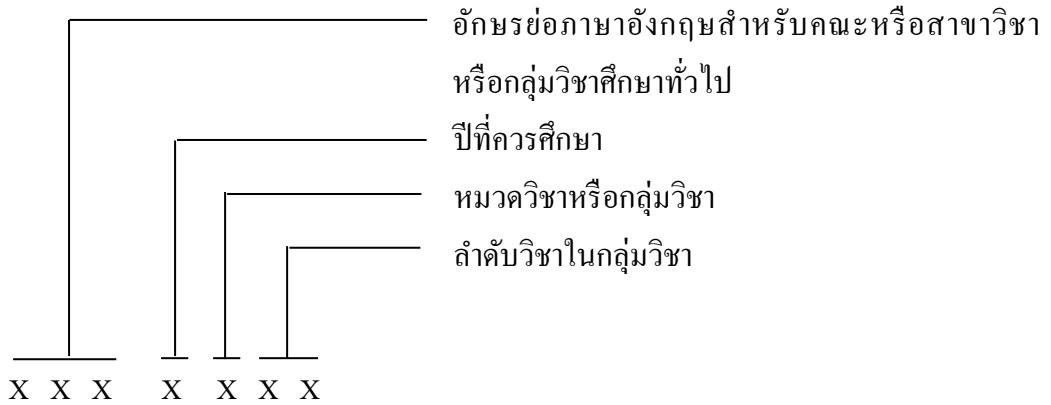 อักษรย่อภาษาอังกฤษสำหรับคณะหรือสาขาวิชา
หรือกลุ่มวิชาศึกษาทั่วไป
ปีที่ควรศึกษา
หมวดวิชาหรือกลุ่มวิชา
ลำดับวิชาในกลุ่มวิชา
X X X X X X X